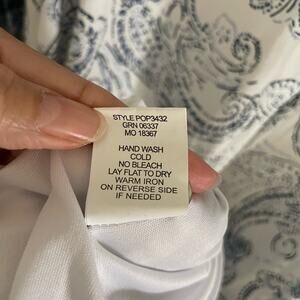 STYLE POP3432
GRN 06337
MO 18367
HAND WASH
COLD
NO BLEACH
LAY FLAT TO DRY
WARM IRON
ON REVERSE SIDE
IF NEEDED